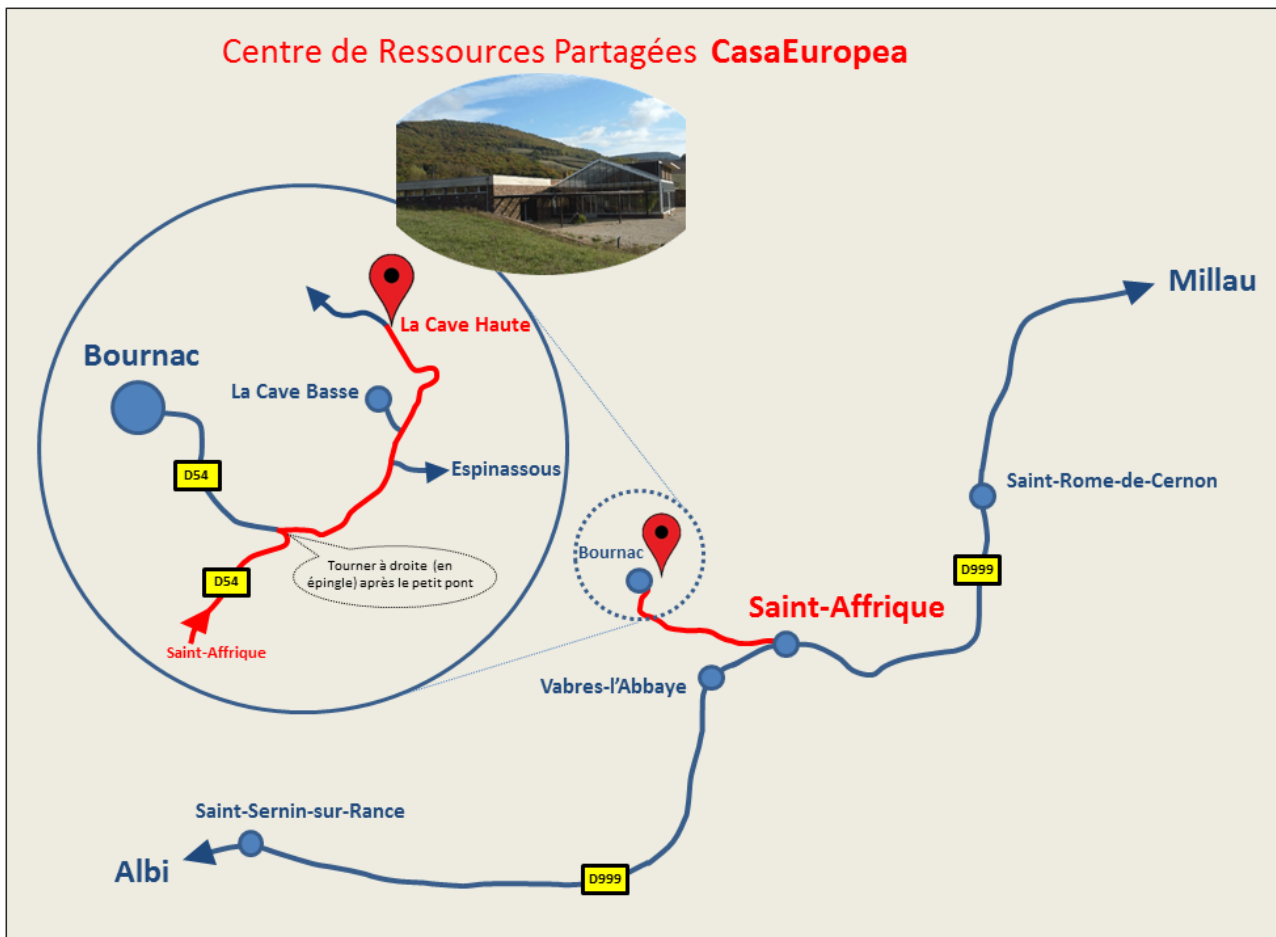 Centre de Ressources Partagées CasaEuropea
Millau
La Cave Haute
Bournac
La Cave Basse
D54
Espinassous
Saint-Rome-de-Cernon
Tourner à droite (en
épingle) après le petit pont
Bournac
D54
D999
Saint-Affrique
Saint-Affrique
Vabres-l'Abbaye
Saint-Sernin-sur-Rance
Albi
D999